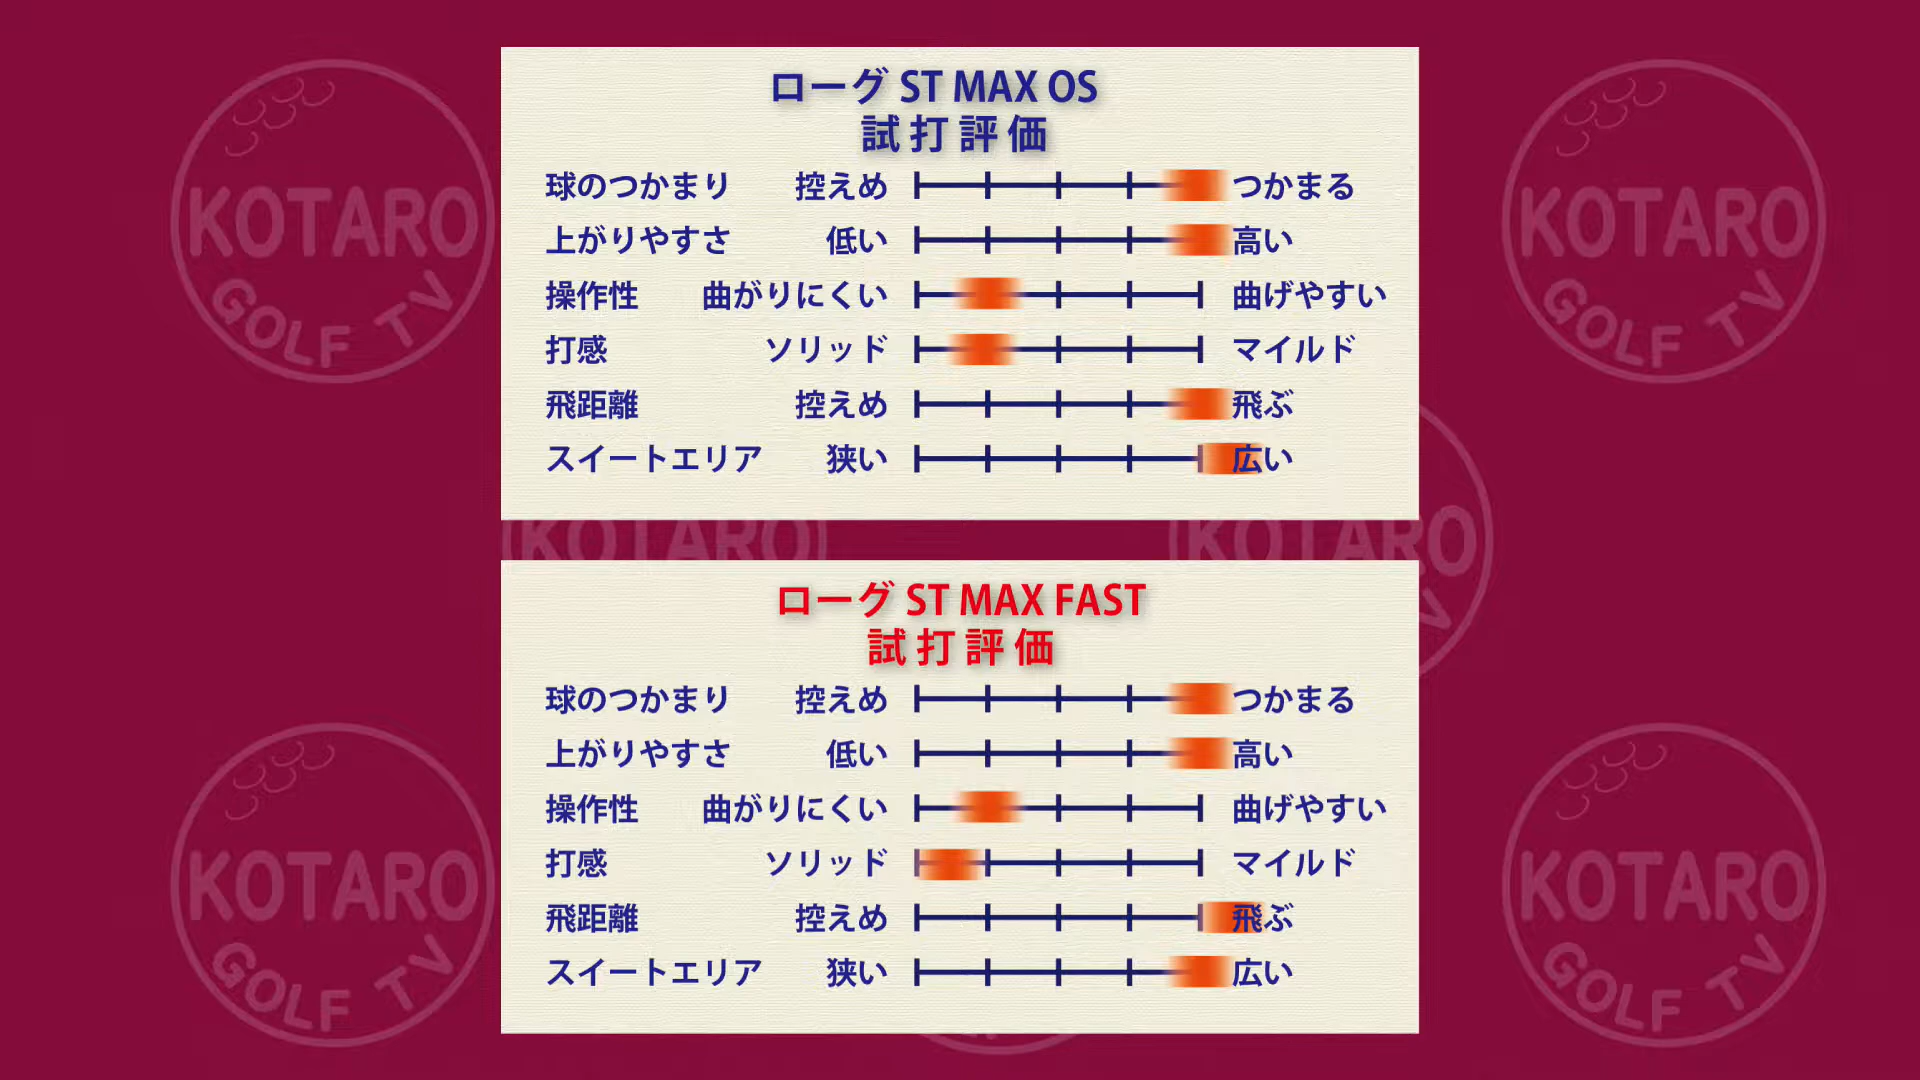 KOTARO
GOLF TV
KOTARO
GOLF TV
ローグ ST MAX OS
試打評価
球のつかまり 控えめ つかまる
上がりやすさ 低い 高い
操作性 曲がりにくい 曲げやすい
打感 ソリッド マイルド
飛距離 控えめ 飛ぶ
スイートエリア 狭い 広い
KOTARO
KOTARO
TV
ローグ ST MAX FAST
試打評価
球のつかまり 控えめ つかまる
上がりやすさ 低い 高い
操作性 曲がりにくい 曲げやすい
打感 ソリッド マイルド
飛距離 控えめ 飛ぶ
スイートエリア 狭い 広い
KOTARO
GOLF TV
KOTARO
GOLF TV